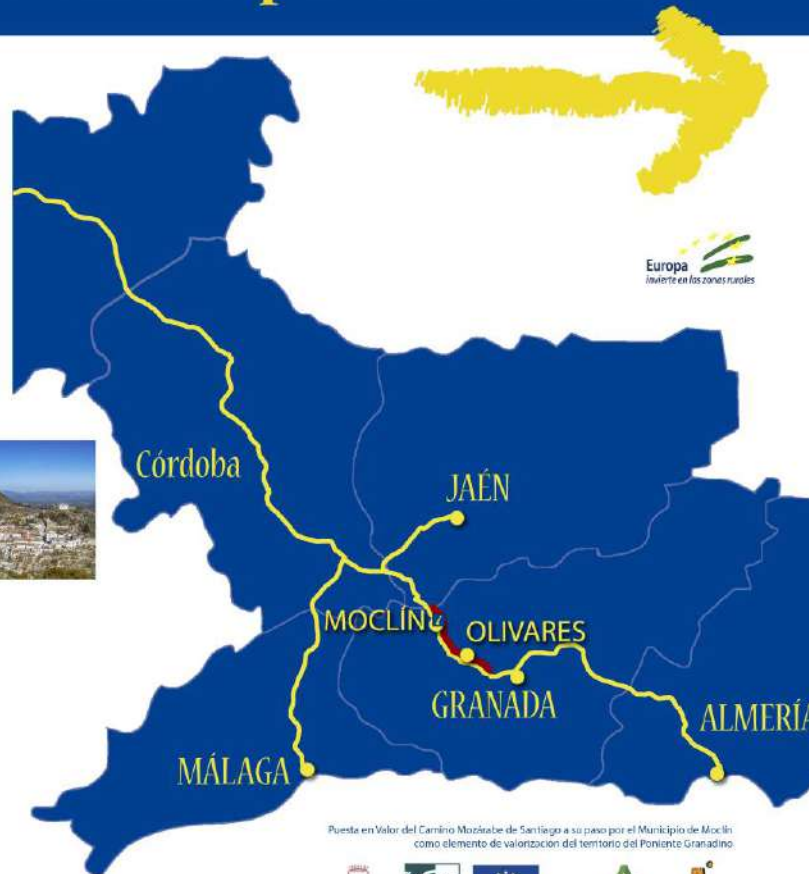 Europa
invierte en las zonas rurales
Córdoba
JAÉN
MOCLÍN
OLIVARES
GRANADA
ALMERÍA
MÁLAGA
Puesta en Valor del Camino Mozárabe de Santiago a su paso por el Municipio de Moclín
como elemento de valorización del territorio del Poniente Granadino